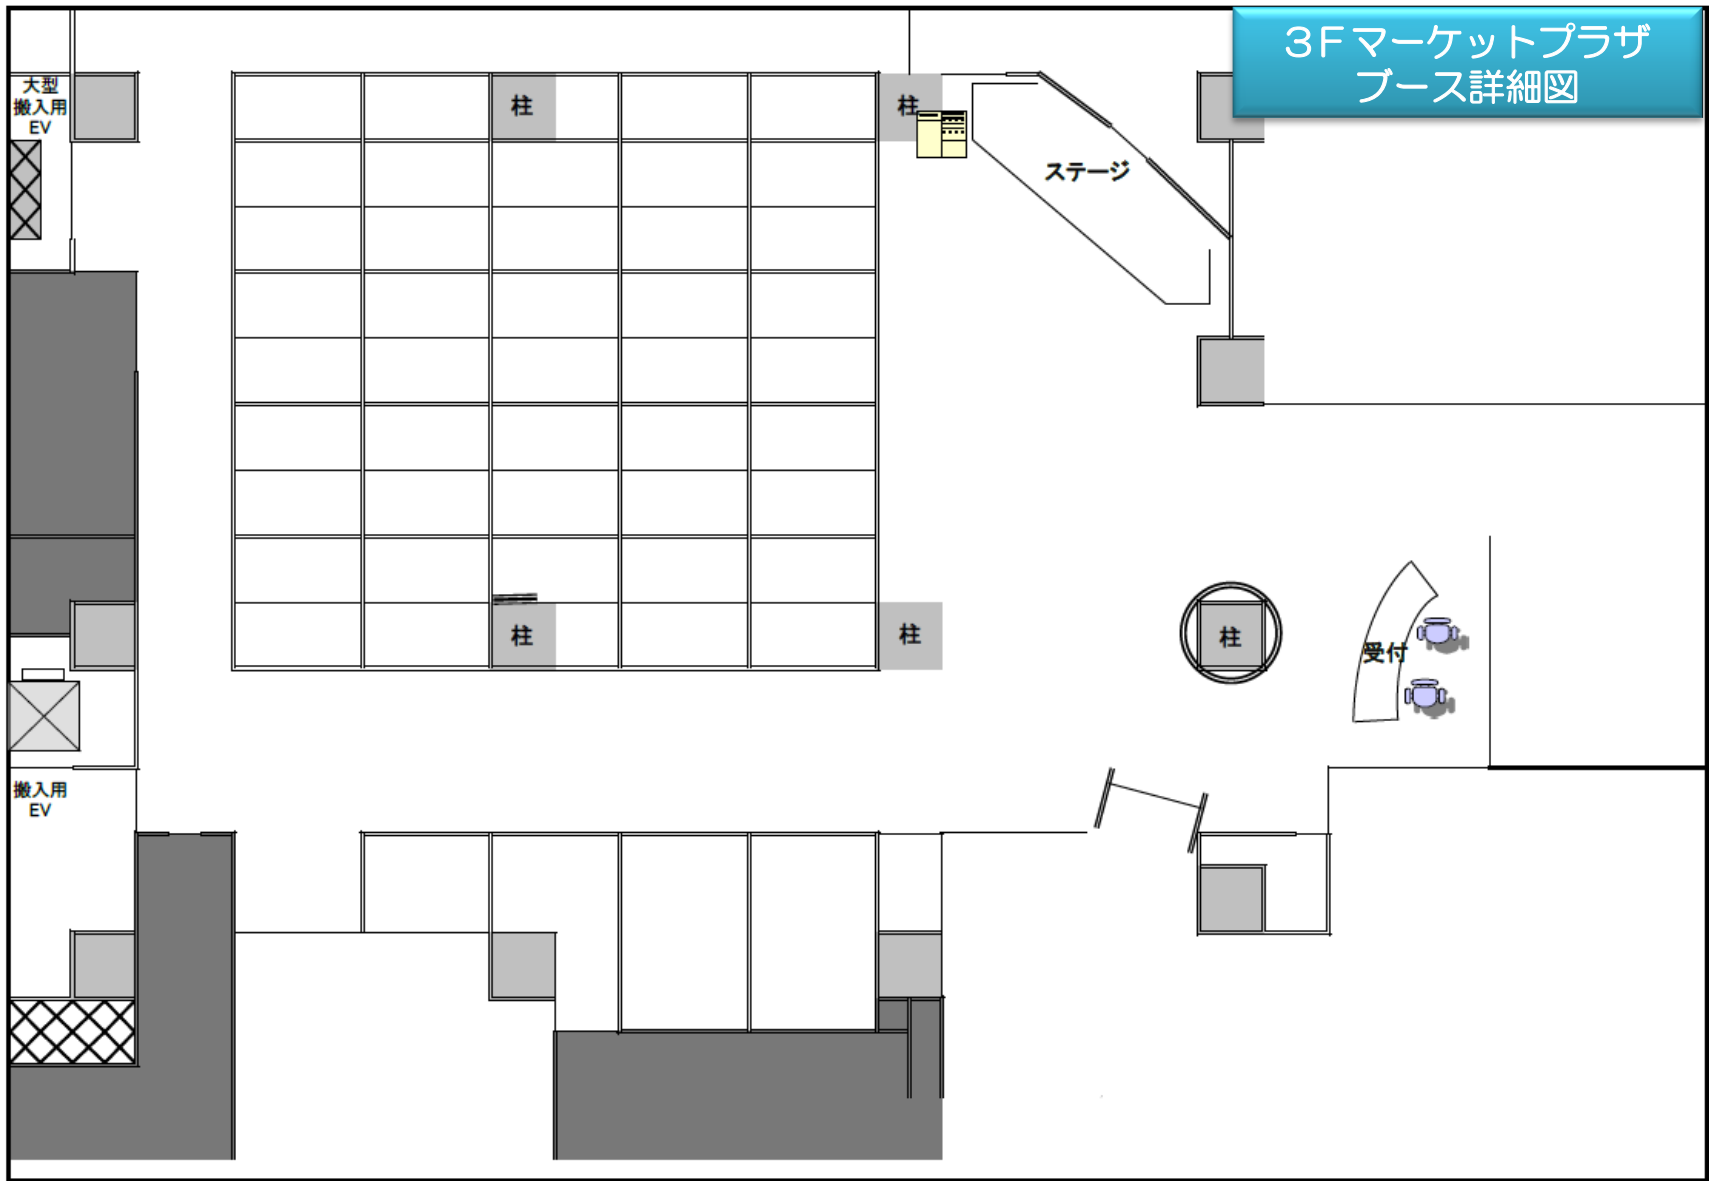 ３Ｆマーケットプラザ
ブース詳細図
大型
搬入用
EV
柱
柱
ステージ
柱
柱
柱
受付
搬入用
EV